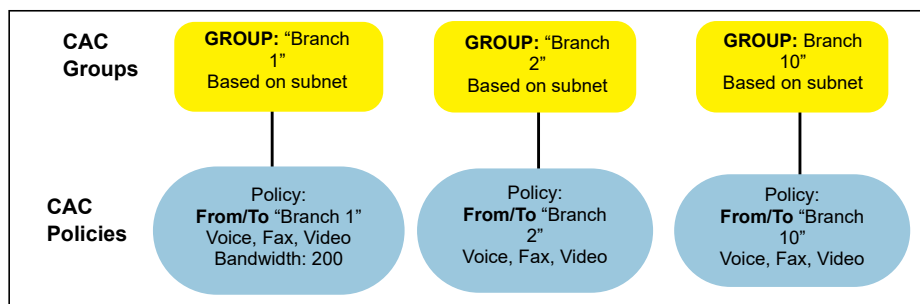 CAC
Groups
GROUP: “Branch
1”
Based on subnet
GROUP: “Branch
2”
Based on subnet
GROUP: Branch
10”
Based on subnet
CAC
Policies
Policy:
From/To “Branch 1”
Voice, Fax, Video
Bandwidth: 200
Policy:
From/To “Branch
2”
Voice, Fax, Video
Policy:
From/To “Branch
10”
Voice, Fax, Video